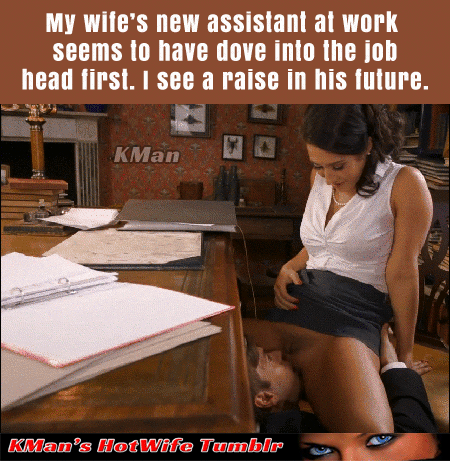 My wife's new assistant at work
seems to have dove into the job
head first. I see a raise in his future.
KMan
KMan's HotWife Tumblr